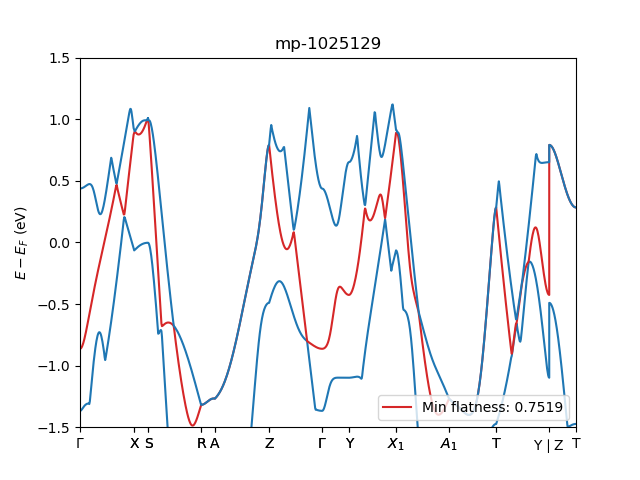 mp-1025129
1.5
1.0
0.5
0.0
−0.5
−1.0
−1.5
E − E_F (eV)
Min flatness: 0.7519
Γ X S R A Z Γ Y X₁ A₁ T Y | Z T